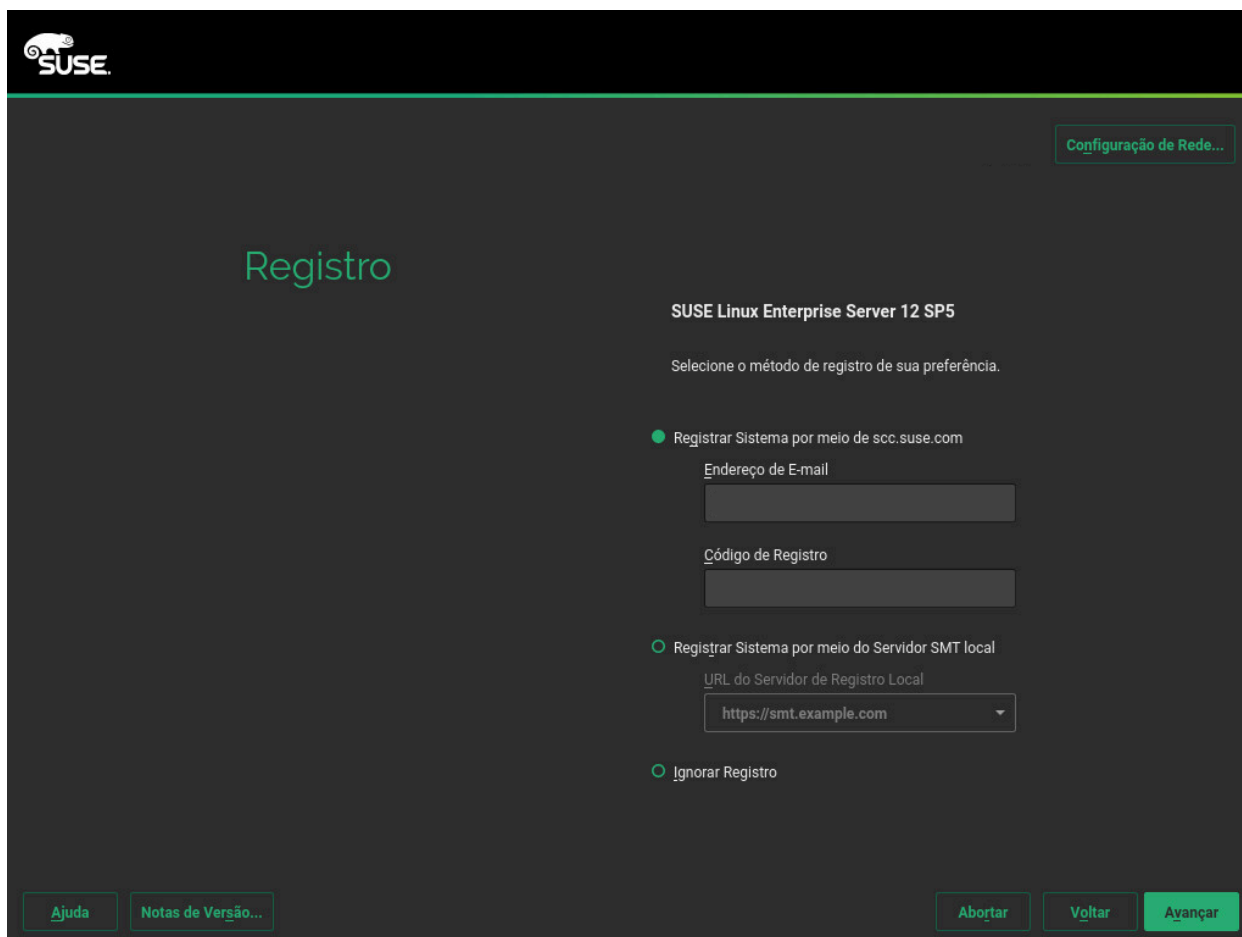 SUSE.
Configuração de Rede...
Registro
SUSE Linux Enterprise Server 12 SP5
Selecione o método de registro de sua preferência.
Registrar Sistema por meio de scc.suse.com
Endereço de E-mail
Código de Registro
Registrar Sistema por meio do Servidor SMT local
URL do Servidor de Registro Local
https://smt.example.com
Ignorar Registro
Ajuda
Notas de Versão...
Abortar
Voltar
Avançar